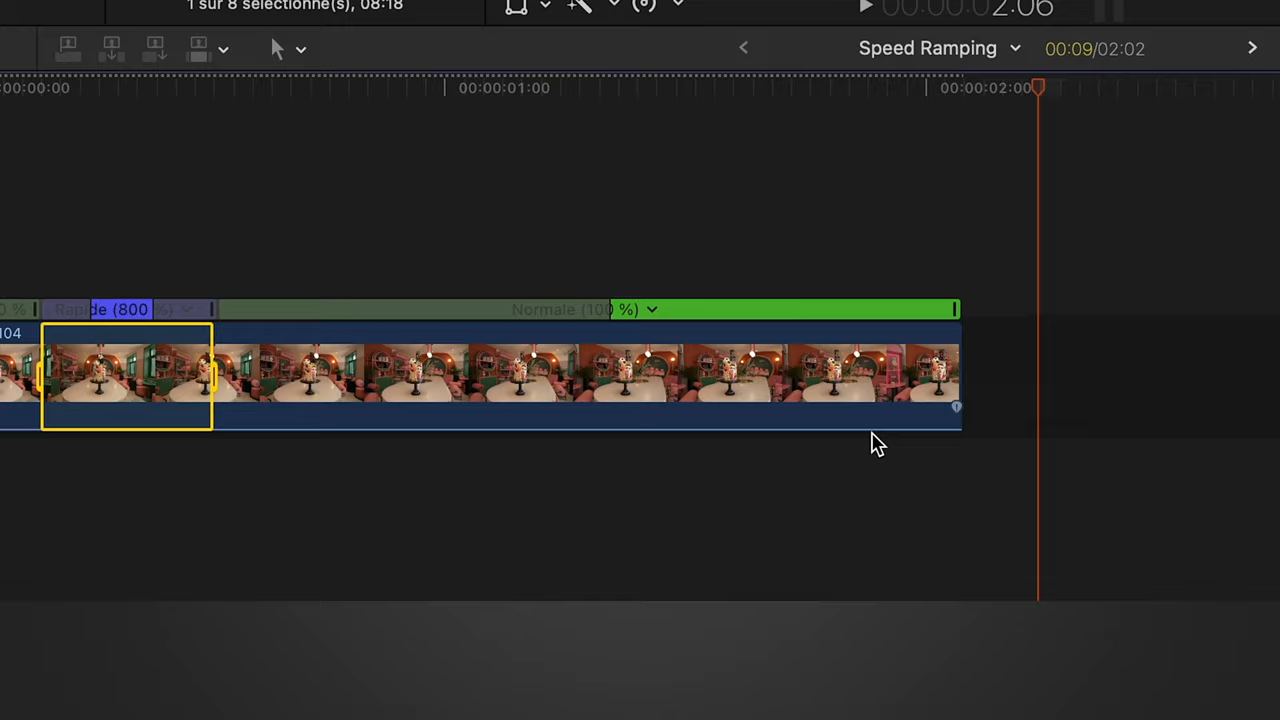 1 sur 8 sélectionné(s), 08:18
00:00:00:02:06
Speed Ramping
00:09/02:02
00:00:00
00:00:01:00
00:00:02:00
0 %
Rapide (800 %)
Normale (100 %)
104